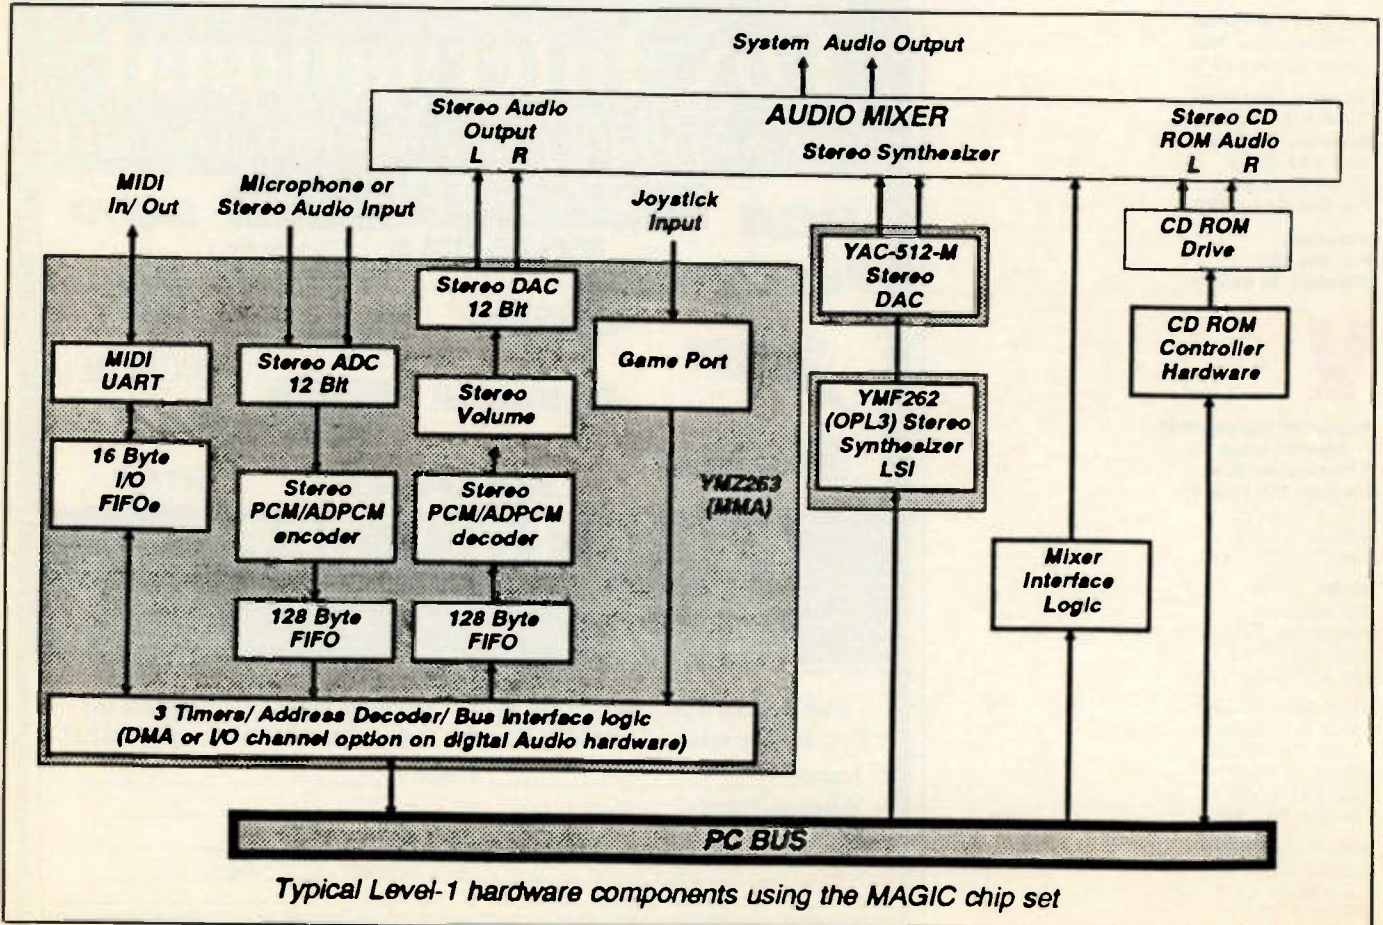 System Audio Output
AUDIO MIXER
Stereo Audio
Output
L R
Stereo Synthesizer
Stereo CD
ROM Audio
L R
MIDI
In/ Out
Microphone or
Stereo Audio Input
Joystick
Input
CD ROM
Drive
YAC-512-M
Stereo
DAC
Stereo DAC
12 Bit
MIDI
UART
Stereo ADC
12 Bit
Game Port
CD ROM
Controller
Hardware
Stereo
Volume
YMF262
(OPL3) Stereo
Synthesizer
LSI
16 Byte
I/O
FIFOs
Stereo
PCM/ADPCM
encoder
Stereo
PCM/ADPCM
decoder
YMZ263
(MMA)
Mixer
Interface
Logic
128 Byte
FIFO
128 Byte
FIFO
3 Timers/ Address Decoder/ Bus Interface logic
(DMA or I/O channel option on digital Audio hardware)
PC BUS
Typical Level-1 hardware components using the MAGIC chip set